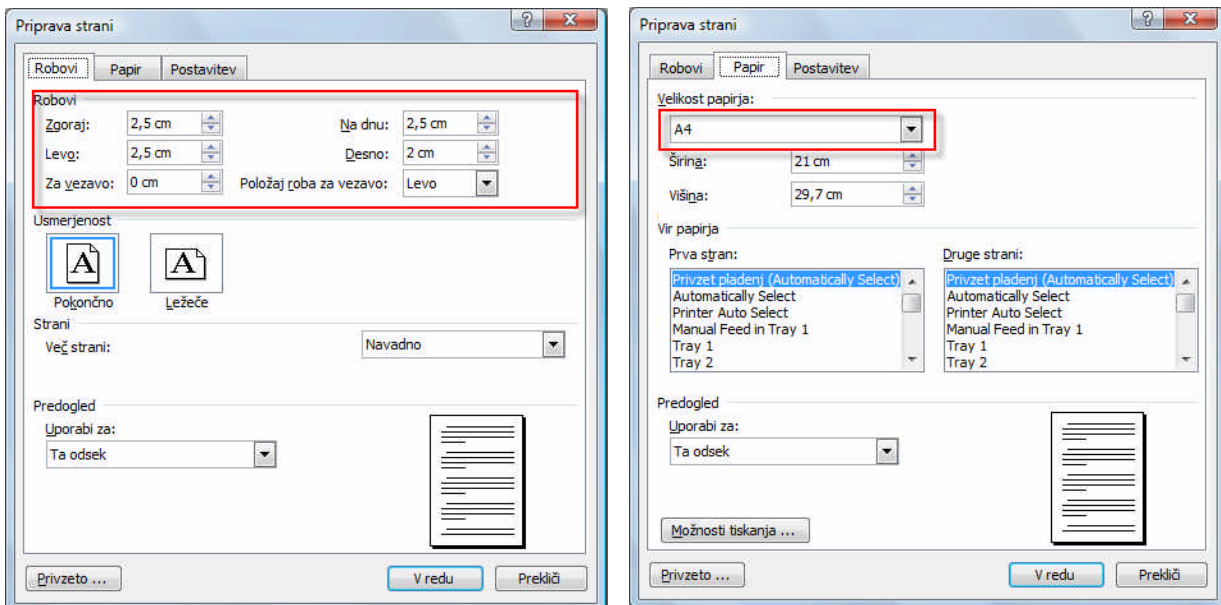 Priprava strani
Robovi Papir Postavitev
Robovi
Zgoraj: 2,5 cm Na dnu: 2,5 cm
Levo: 2,5 cm Desno: 2 cm
Za vezavo: 0 cm Položaj roba za vezavo: Levo
Usmerjenost
A A
Pokončno Ležeče
Strani
Več strani: Navadno
Predogled
Uporabi za:
Ta odsek
Privzeto ... V redu Prekliči
Priprava strani
Robovi Papir Postavitev
Velikost papirja:
A4
Širina: 21 cm
Višina: 29,7 cm
Vir papirja
Prva stran: Druge strani:
Privzet pladenj (Automatically Select) Privzet pladenj (Automatically Select)
Automatically Select Automatically Select
Printer Auto Select Printer Auto Select
Manual Feed in Tray 1 Manual Feed in Tray 1
Tray 1 Tray 1
Tray 2 Tray 2
Predogled
Uporabi za:
Ta odsek
Možnosti tiskanja ...
Privzeto ... V redu Prekliči